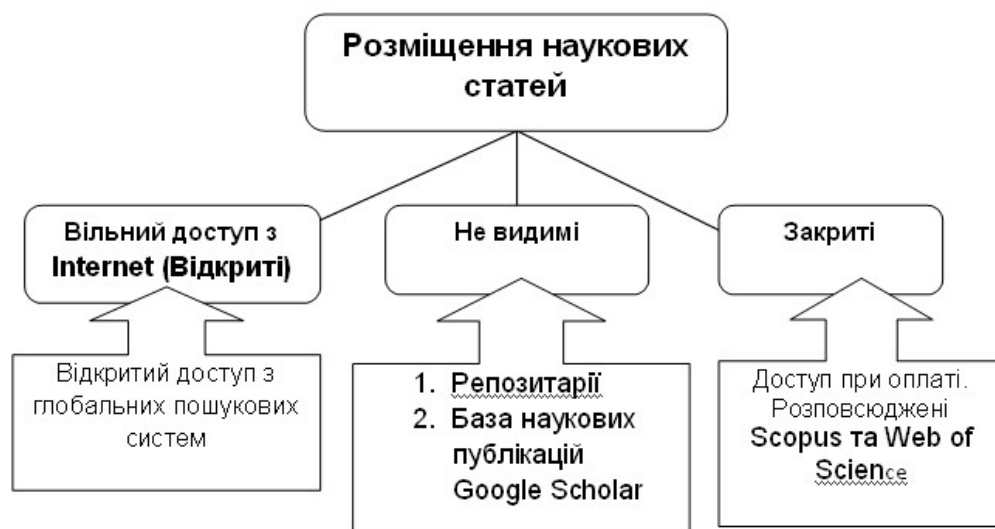 Розміщення наукових
статей
Вільний доступ з
Internet (Відкриті)
Не видимі
Закриті
Відкритий доступ з
глобальних пошукових
систем
1. Репозитарії
2. База наукових
публікацій
Google Scholar
Доступ при оплаті.
Розповсюджені
Scopus та Web of
Science